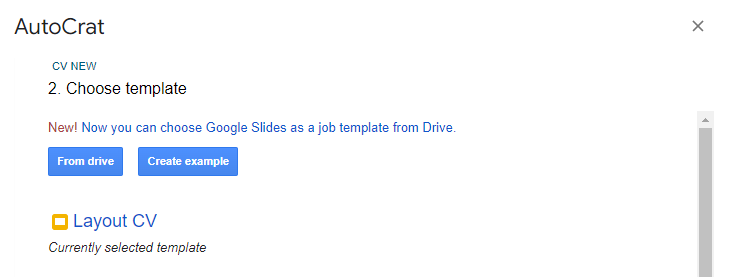 AutoCrat
CV NEW
2. Choose template
New! Now you can choose Google Slides as a job template from Drive.
From drive Create example
Layout CV
Currently selected template